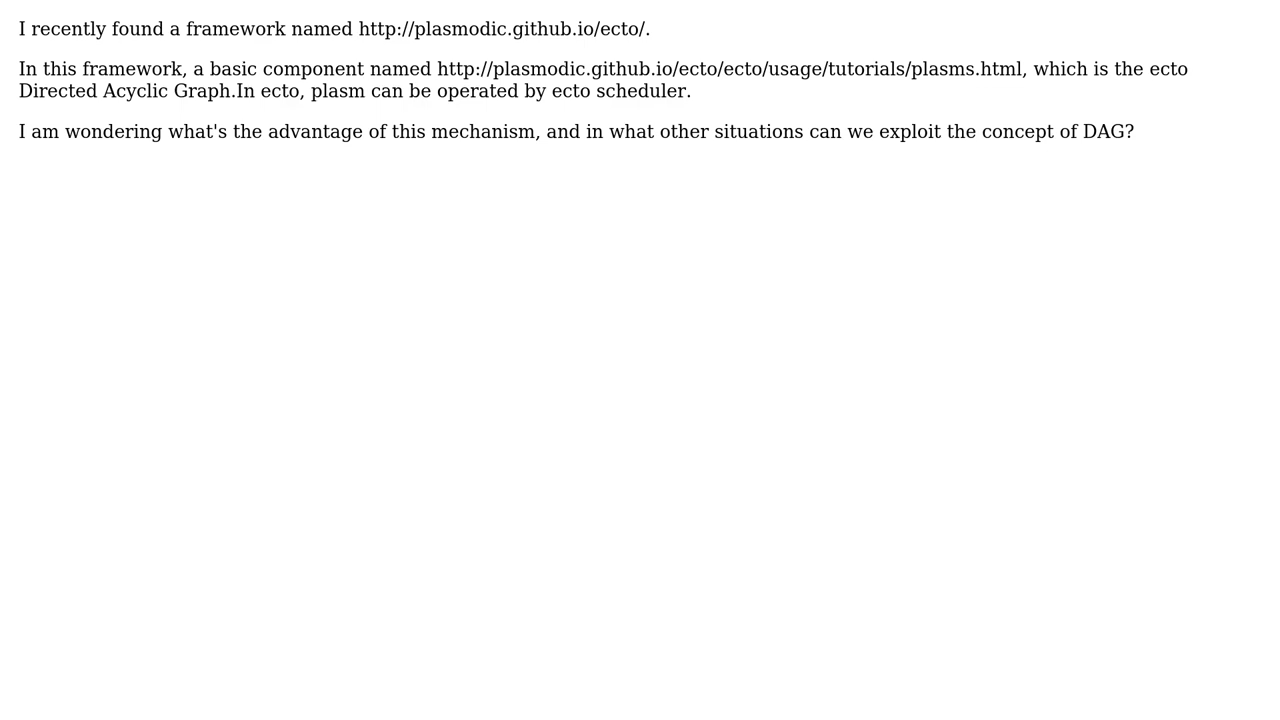 I recently found a framework named http://plasmodic.github.io/ecto/.
In this framework, a basic component named http://plasmodic.github.io/ecto/ecto/usage/tutorials/plasms.html, which is the ecto
Directed Acyclic Graph.In ecto, plasm can be operated by ecto scheduler.
I am wondering what's the advantage of this mechanism, and in what other situations can we exploit the concept of DAG?